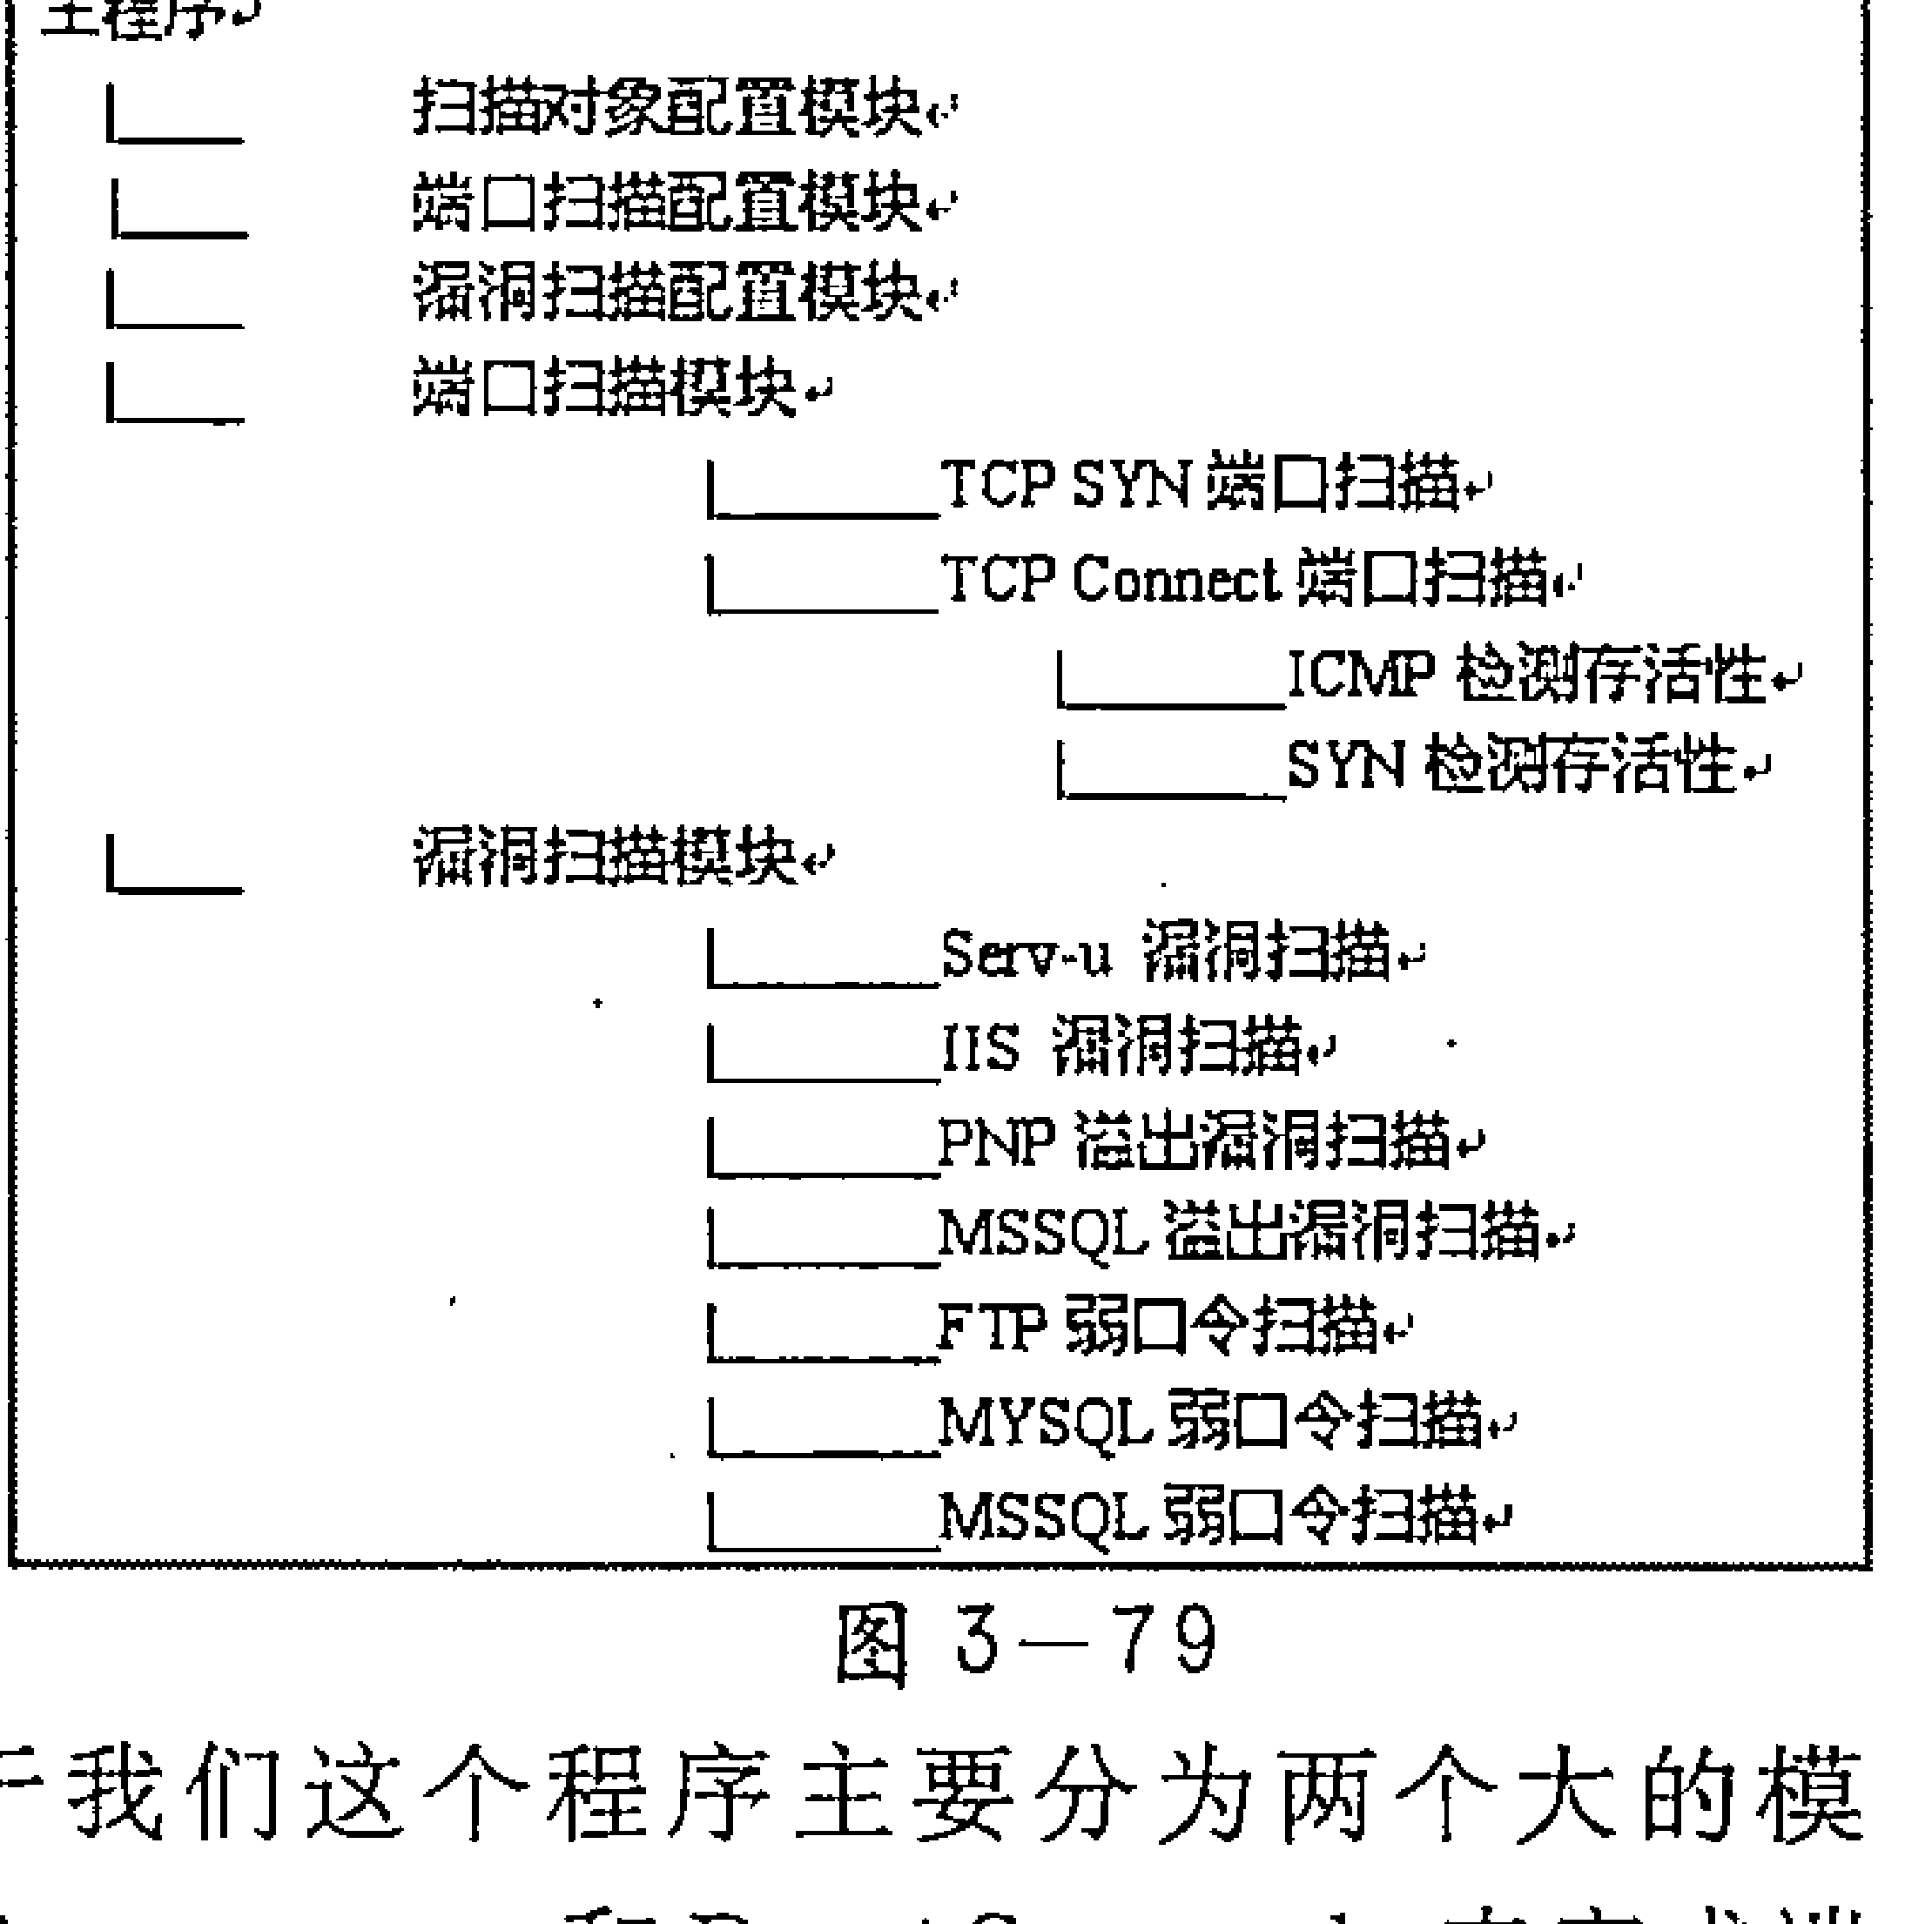 主程序
扫描对象配置模块
端口扫描配置模块
漏洞扫描配置模块
端口扫描模块
TCP SYN 端口扫描
TCP Connect 端口扫描
ICMP 检测存活性
SYN 检测存活性
漏洞扫描模块
Serv-u 漏洞扫描
IIS 漏洞扫描
PNP 溢出漏洞扫描
MSSQL 溢出漏洞扫描
FTP 弱口令扫描
MYSQL 弱口令扫描
MSSQL 弱口令扫描
图 3—79
我们这个程序主要分为两个大的模